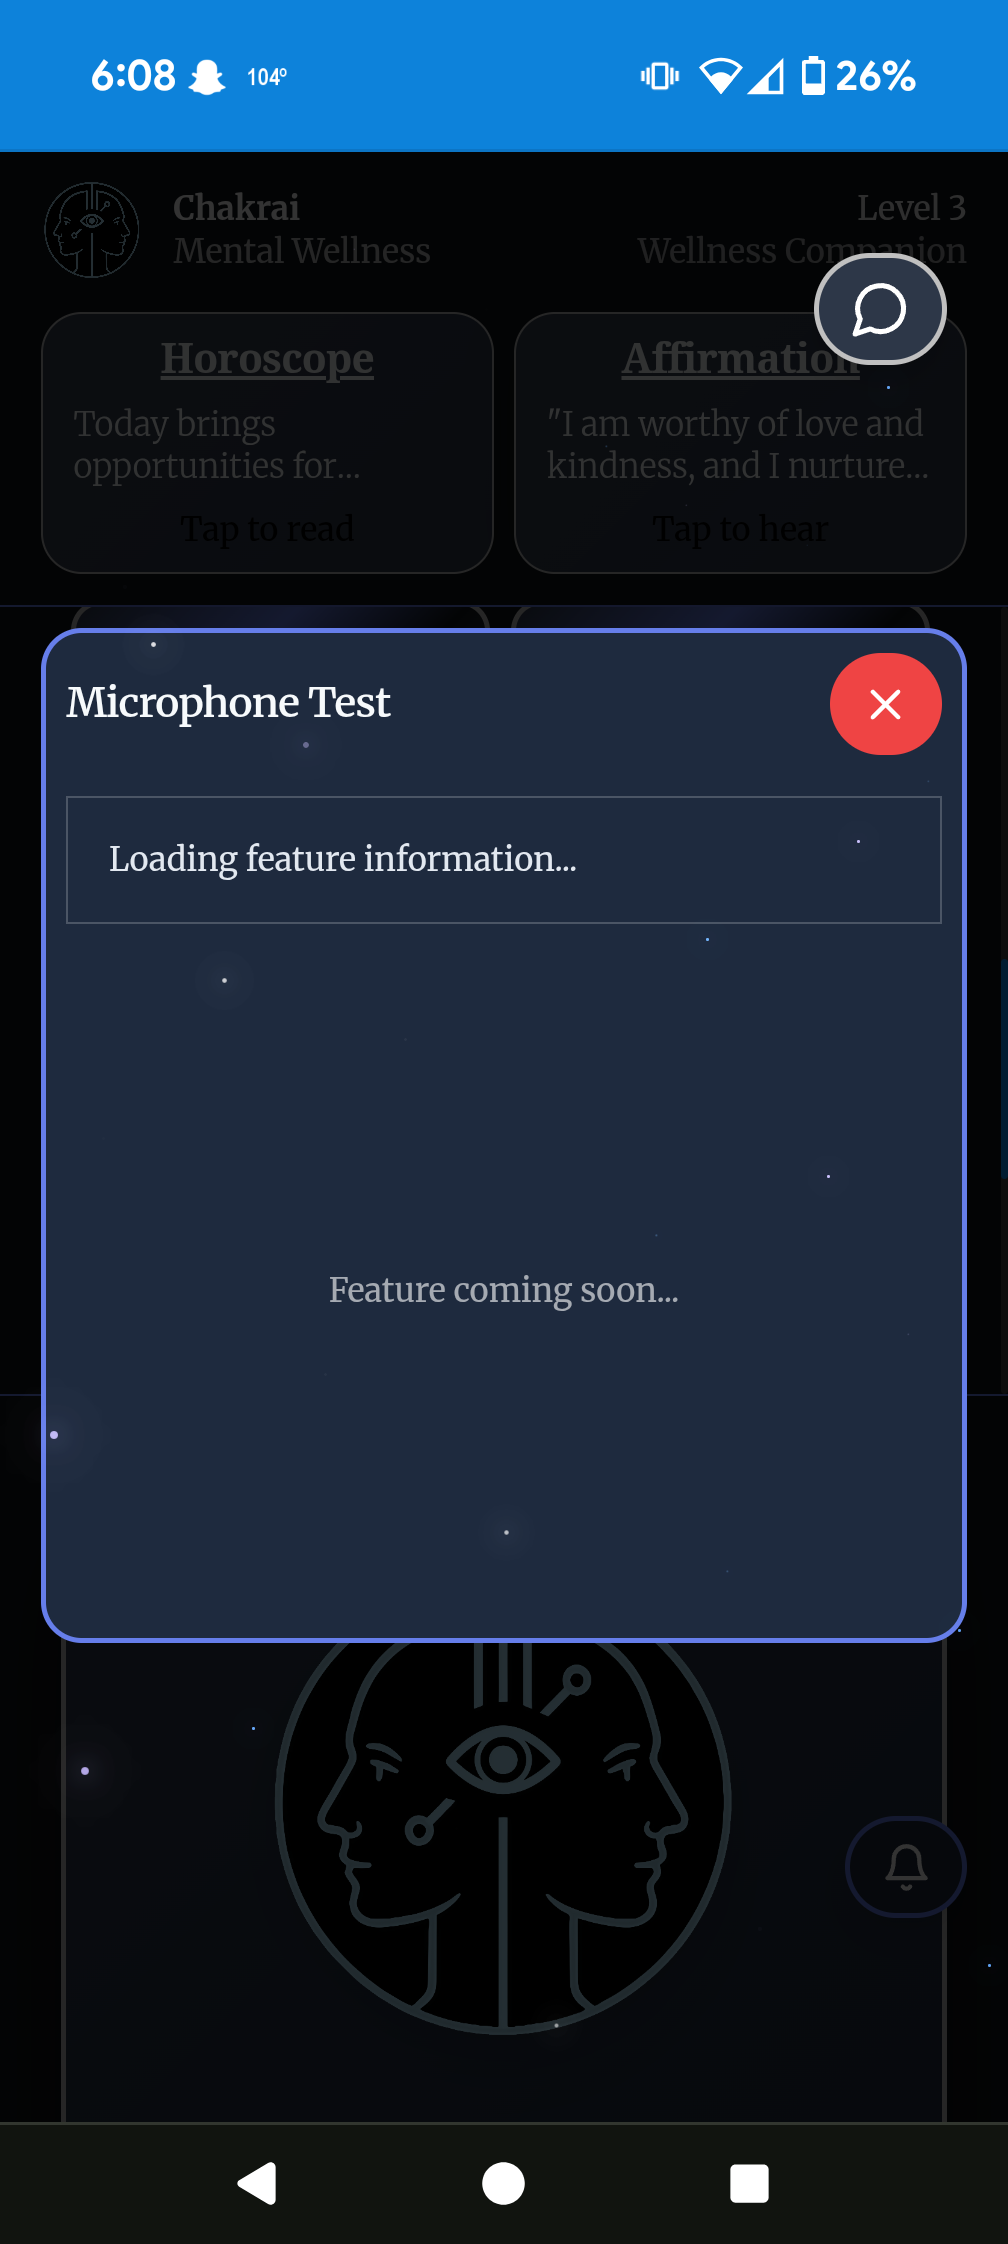 6:08 104° 26%
Chakrai
Mental Wellness
Level 3
Wellness Companion
Horoscope
Today brings
opportunities for...
Tap to read
Affirmation
"I am worthy of love and
kindness, and I nurture...
Tap to hear
Microphone Test
Loading feature information...
Feature coming soon...